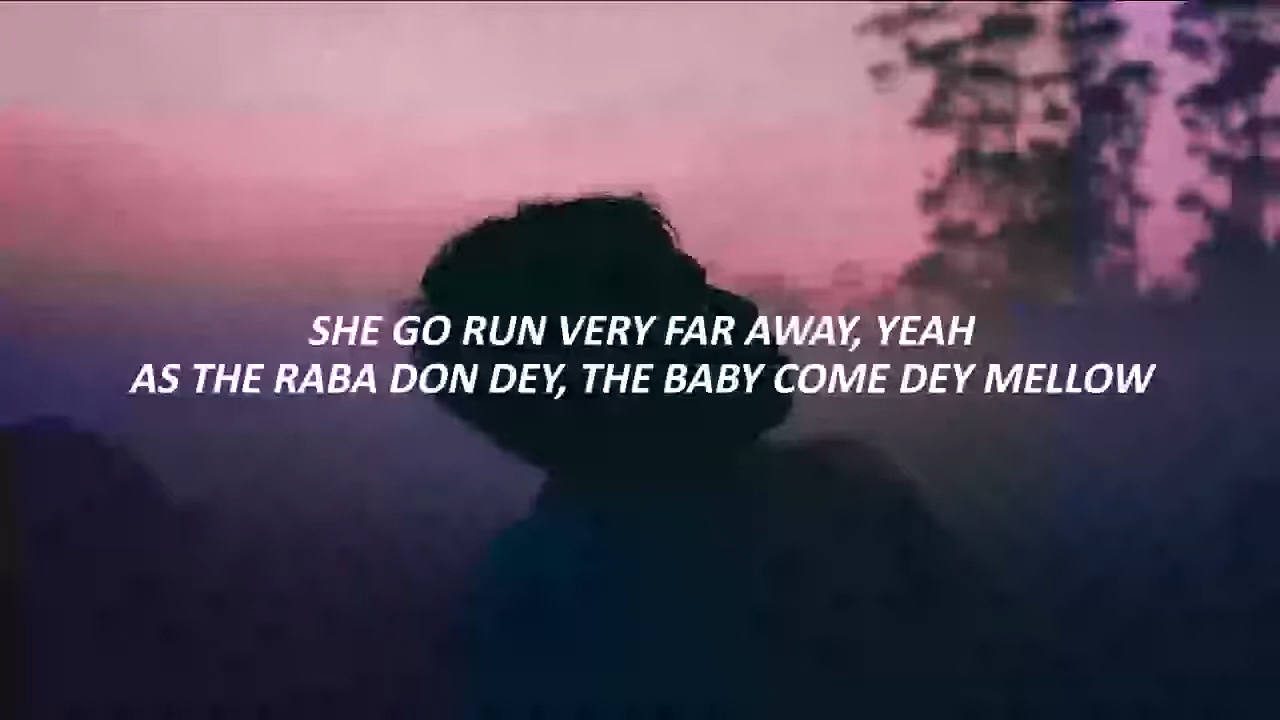 SHE GO RUN VERY FAR AWAY, YEAH
AS THE RABA DON DEY, THE BABY COME DEY MELLOW